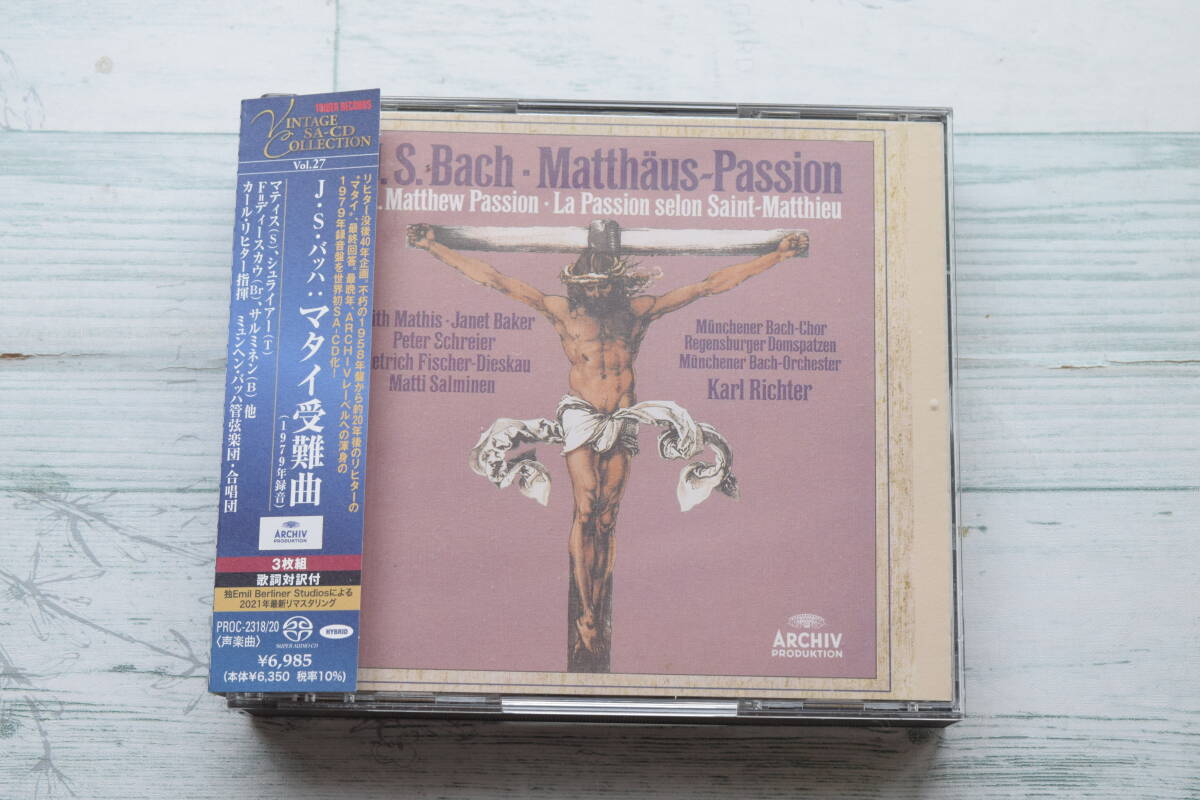 TOWER RECORDS
VINTAGE
SA-CD
COLLECTION
Vol.27
リヒター没後40年企画。不朽の1958年盤から約20年後のリヒターの
“マタイ”最終回答。最晩年、ARCHIVレーベルへの渾身の
1979年録音盤を世界初SA-CD化!
J・S・バッハ:マタイ受難曲
(1979年録音)
マティス(S)、シュライアー(T)
F=ディースカウ(Br)、サルミネン(B) 他
カール・リヒター指揮 ミュンヘン・バッハ管弦楽団・合唱団
ARCHIV
PRODUKTION
3枚組
歌詞対訳付
独Emil Berliner Studiosによる
2021年最新リマスタリング
PROC-2318/20
〈声楽曲〉
SUPER AUDIO CD
HYBRID
¥6,985
(本体¥6,350 税率10%)
. S. Bach · Matthäus-Passion
. Matthew Passion · La Passion selon Saint-Matthieu
ith Mathis · Janet Baker
Peter Schreier
etrich Fischer-Dieskau
Matti Salminen
Münchener Bach-Chor
Regensburger Domspatzen
Münchener Bach-Orchester
Karl Richter
ARCHIV
PRODUKTION